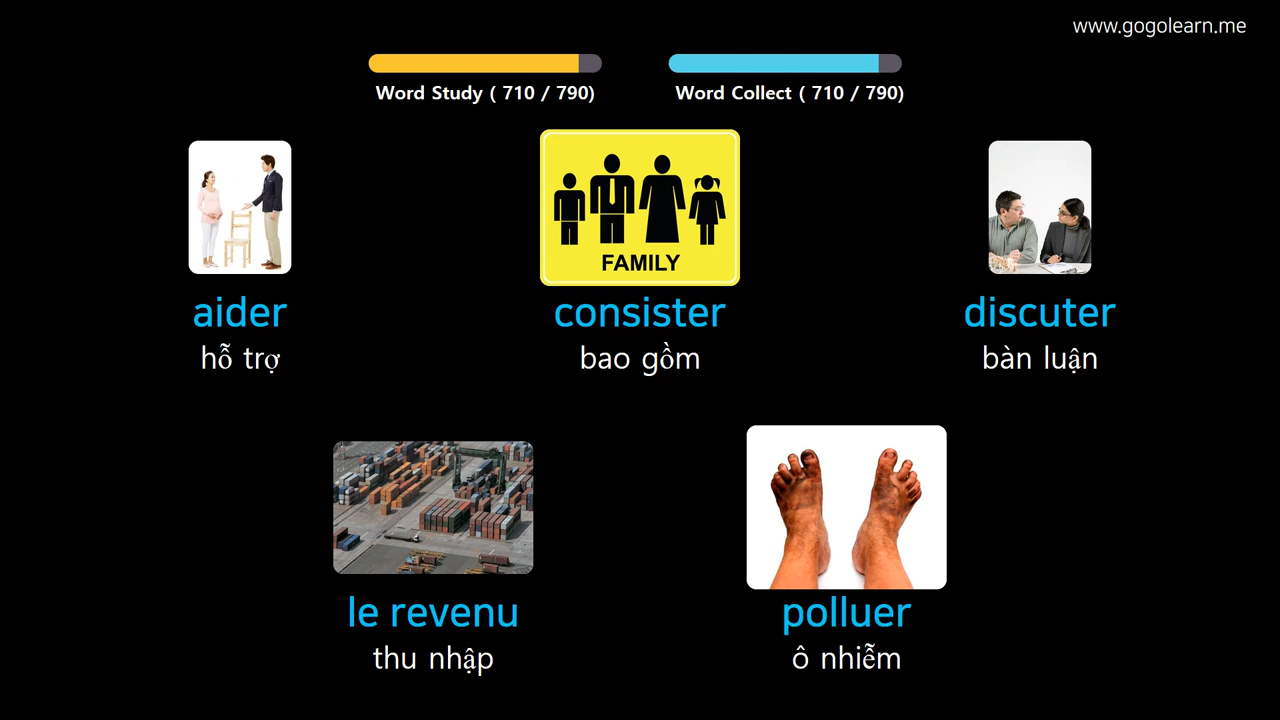 www.gogolearn.me
Word Study ( 710 / 790)
Word Collect ( 710 / 790)
FAMILY
aider
hỗ trợ
consister
bao gồm
discuter
bàn luận
le revenu
thu nhập
polluer
ô nhiễm